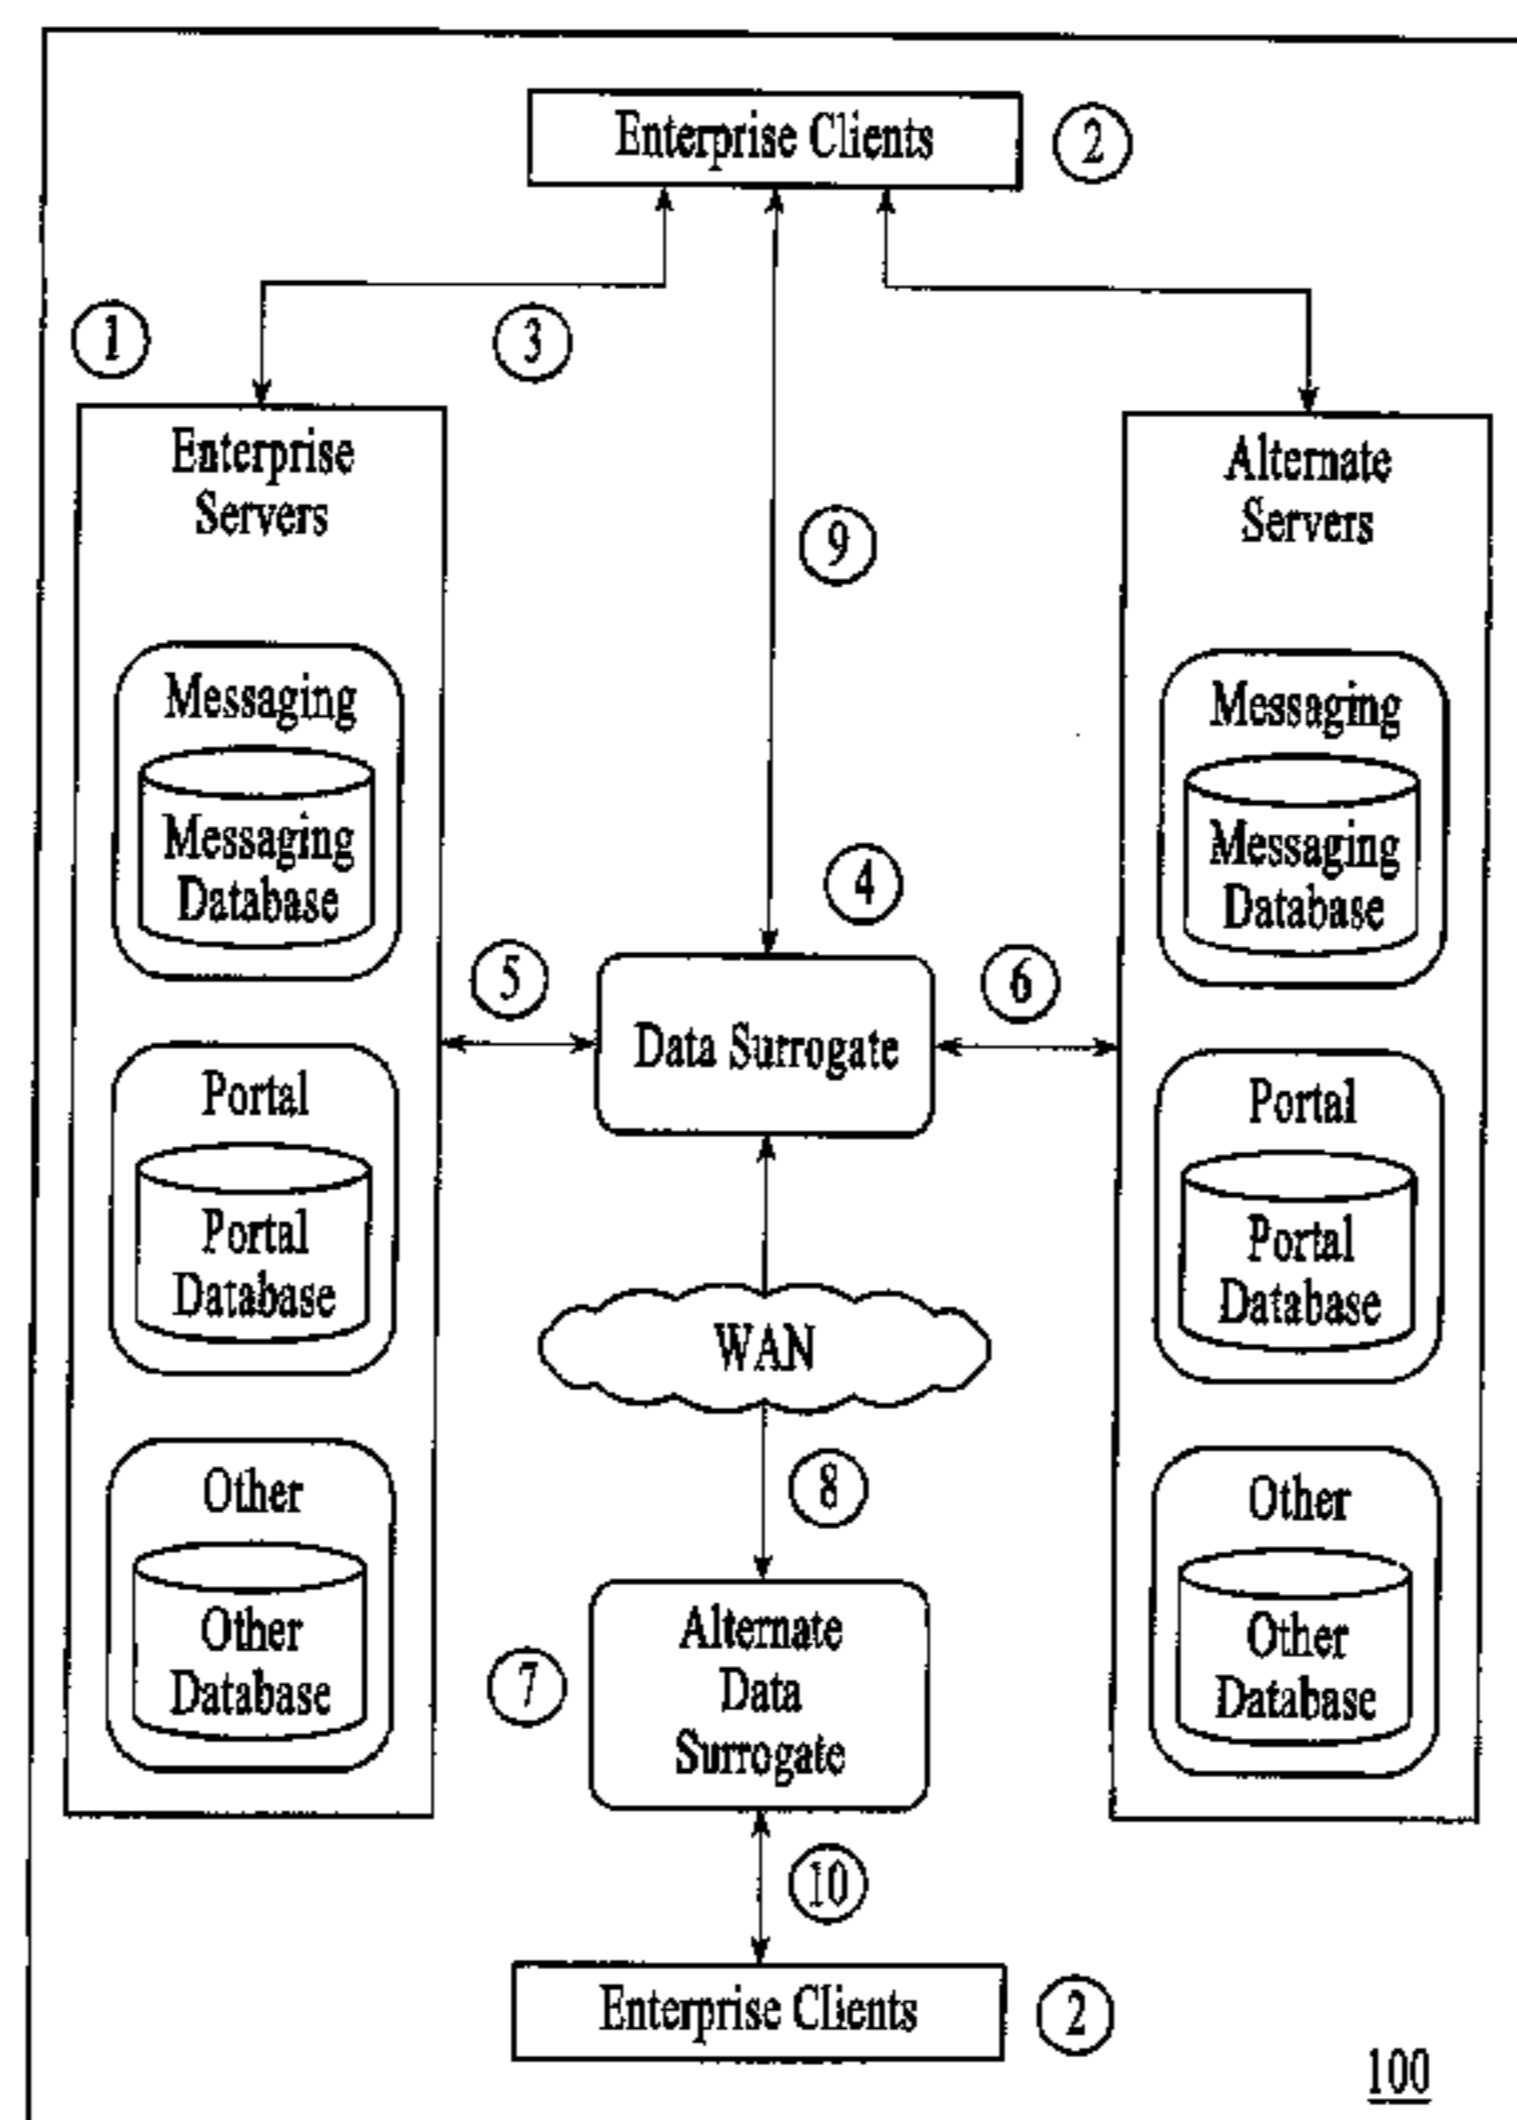 Enterprise Clients
2
1
3
Enterprise
Servers
Alternate
Servers
9
Messaging
Messaging
Database
Messaging
Messaging
Database
4
5
6
Data Surrogate
Portal
Portal
Database
Portal
Portal
Database
WAN
8
Other
Other
Database
Other
Other
Database
7
Alternate
Data
Surrogate
10
Enterprise Clients
2
100